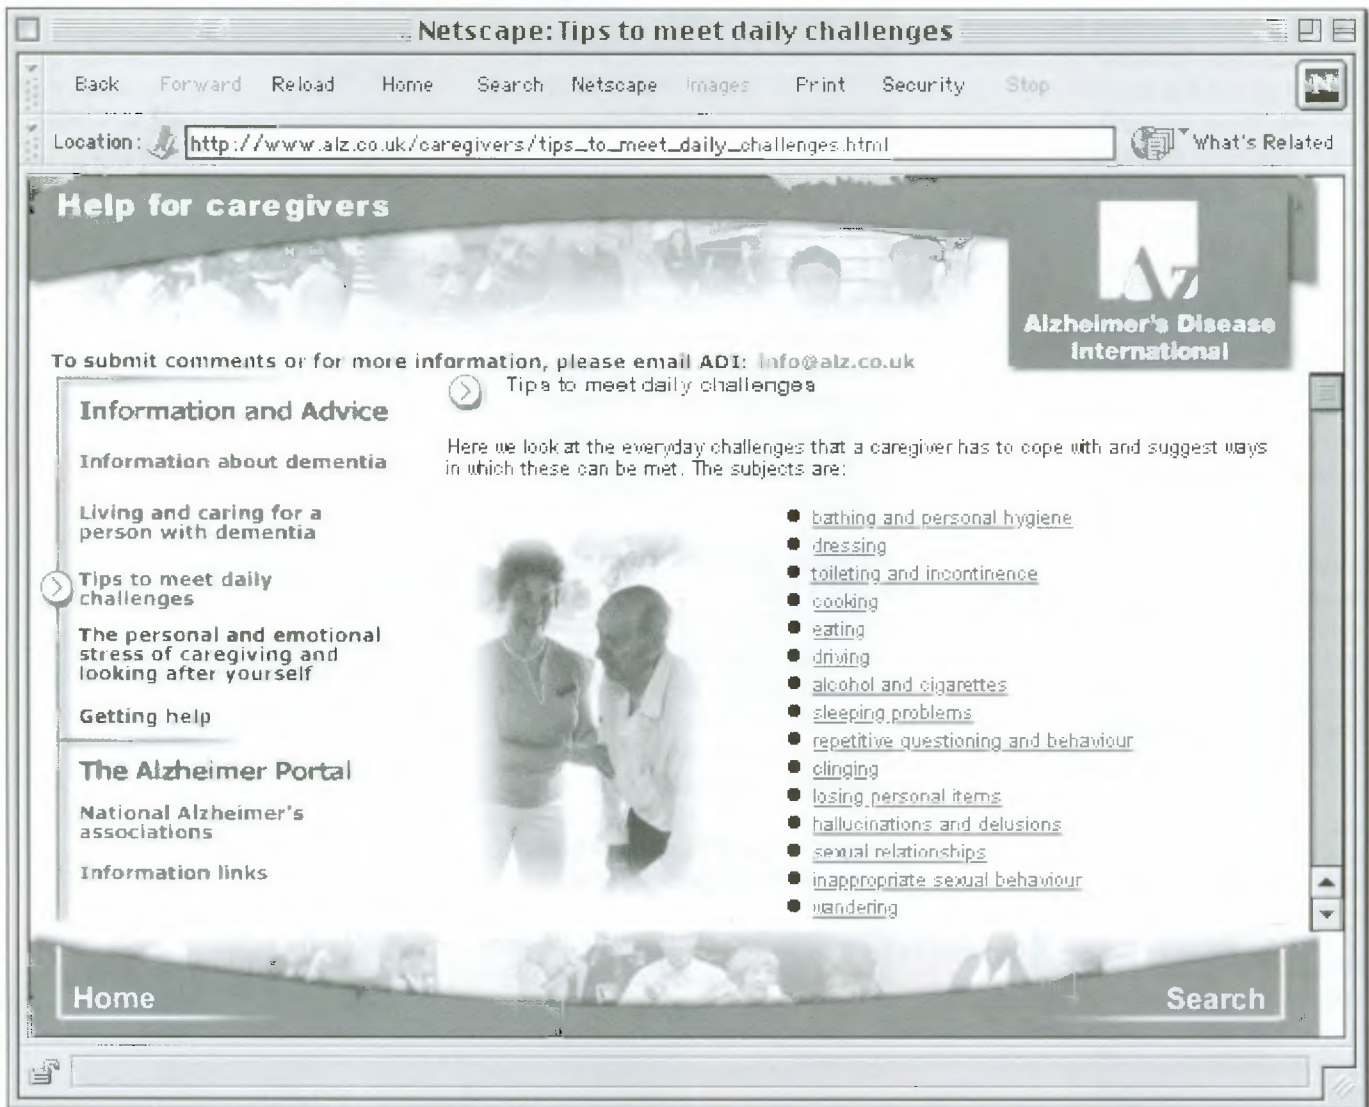 Netscape: Tips to meet daily challenges
Back Forward Reload Home Search Netscape Images Print Security Stop
N
Location: http://www.alz.co.uk/caregivers/tips_to_meet_daily_challenges.html What's Related
Help for caregivers
Az
Alzheimer's Disease
International
To submit comments or for more information, please email ADI: info@alz.co.uk
Information and Advice
Information about dementia
Living and caring for a
person with dementia
Tips to meet daily
challenges
The personal and emotional
stress of caregiving and
looking after yourself
Getting help
The Alzheimer Portal
National Alzheimer's
associations
Information links
Tips to meet daily challenges
Here we look at the everyday challenges that a caregiver has to cope with and suggest ways
in which these can be met. The subjects are:
bathing and personal hygiene
dressing
toileting and incontinence
cooking
eating
driving
alcohol and cigarettes
sleeping problems
repetitive questioning and behaviour
clinging
losing personal items
hallucinations and delusions
sexual relationships
inappropriate sexual behaviour
wandering
Home
Search